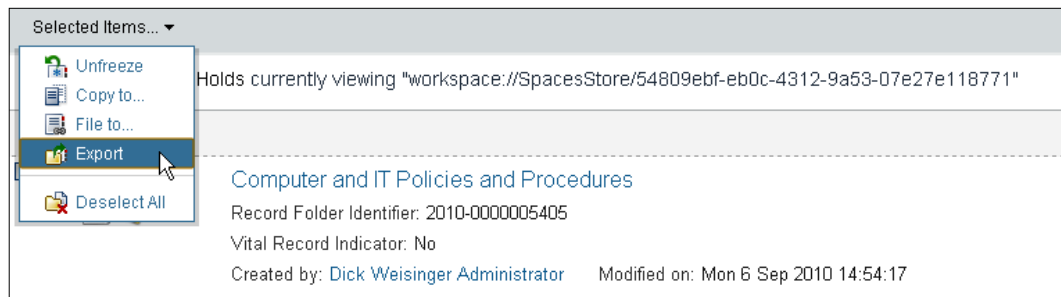 Selected Items...
Unfreeze
Holds currently viewing "workspace://SpacesStore/54809ebf-eb0c-4312-9a53-07e27e118771"
Copy to...
File to...
Export
Deselect All
Computer and IT Policies and Procedures
Record Folder Identifier: 2010-0000005405
Vital Record Indicator: No
Created by: Dick Weisinger Administrator Modified on: Mon 6 Sep 2010 14:54:17